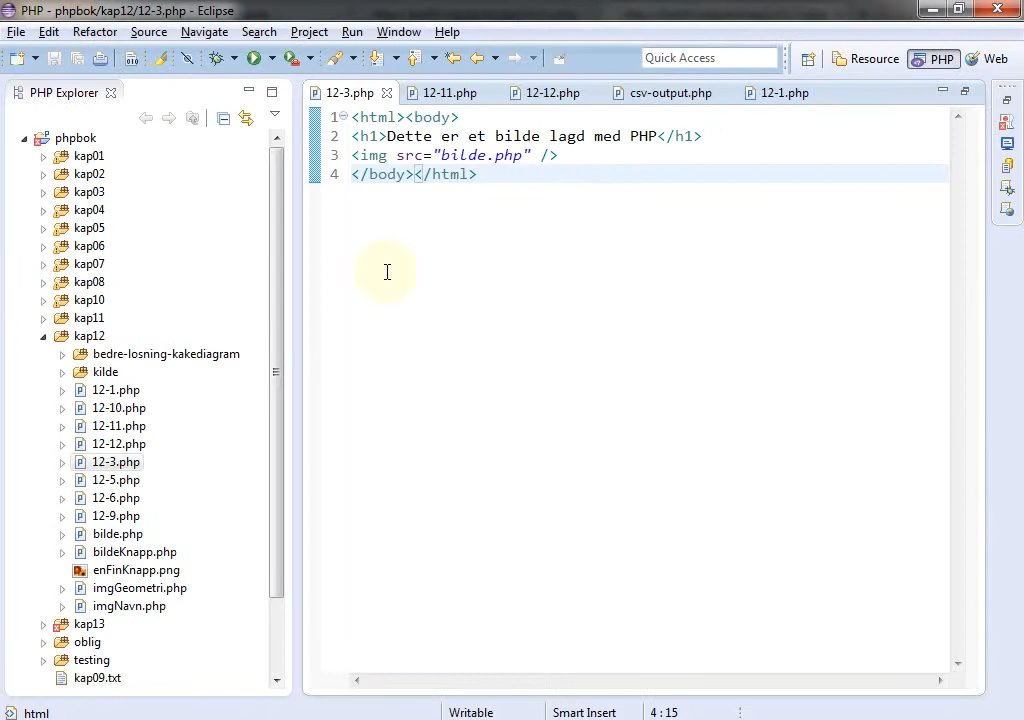 PHP - phpbok/kap12/12-3.php - Eclipse
File Edit Refactor Source Navigate Search Project Run Window Help
Quick Access
Resource
PHP
Web
PHP Explorer
12-3.php
12-11.php
12-12.php
csv-output.php
12-1.php
phpbok
kap01
kap02
kap03
kap04
kap05
kap06
kap07
kap08
kap10
kap11
kap12
bedre-losning-kakediagram
kilde
12-1.php
12-10.php
12-11.php
12-12.php
12-3.php
12-5.php
12-6.php
12-9.php
bilde.php
bildeKnapp.php
enFinKnapp.png
imgGeometri.php
imgNavn.php
kap13
oblig
testing
kap09.txt
1 <html><body>
2 <h1>Dette er et bilde lagd med PHP</h1>
3 <img src="bilde.php" />
4 </body></html>
html
Writable
Smart Insert
4 : 15